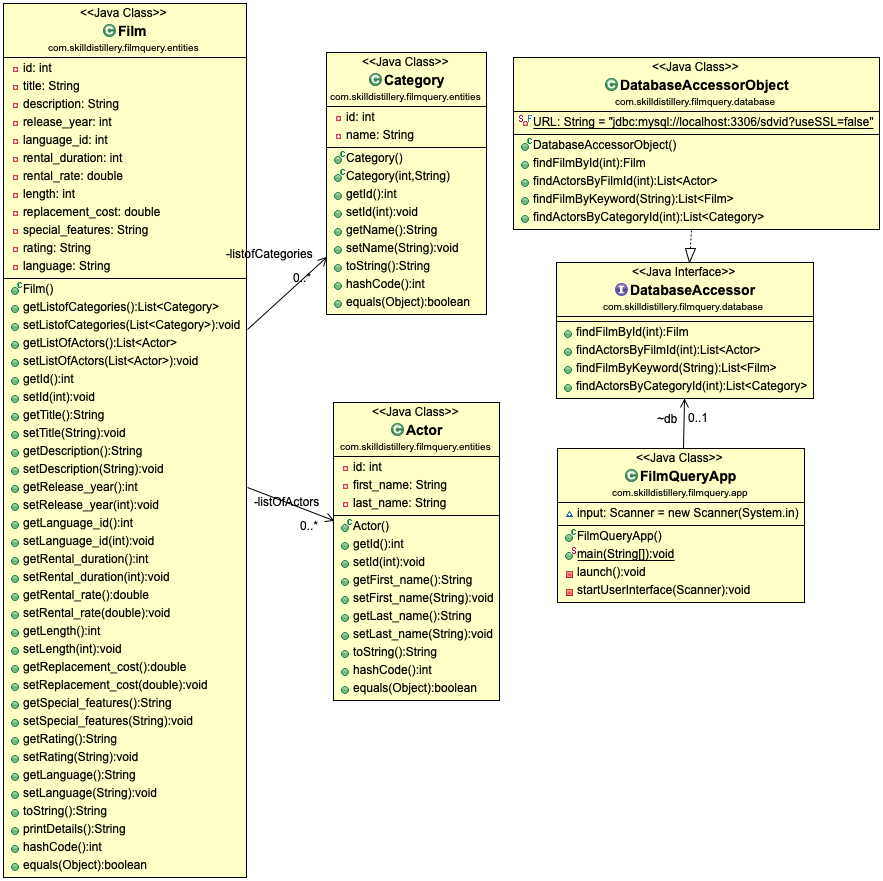 <<Java Class>>
Film
com.skilldistillery.filmquery.entities
id: int
title: String
description: String
release_year: int
language_id: int
rental_duration: int
rental_rate: double
length: int
replacement_cost: double
special_features: String
rating: String
language: String
Film()
getListofCategories():List<Category>
setListofCategories(List<Category>):void
getListOfActors():List<Actor>
setListOfActors(List<Actor>):void
getId():int
setId(int):void
getTitle():String
setTitle(String):void
getDescription():String
setDescription(String):void
getRelease_year():int
setRelease_year(int):void
getLanguage_id():int
setLanguage_id(int):void
getRental_duration():int
setRental_duration(int):void
getRental_rate():double
setRental_rate(double):void
getLength():int
setLength(int):void
getReplacement_cost():double
setReplacement_cost(double):void
getSpecial_features():String
setSpecial_features(String):void
getRating():String
setRating(String):void
getLanguage():String
setLanguage(String):void
toString():String
printDetails():String
hashCode():int
equals(Object):boolean
-listofCategories
0..*
-listOfActors
0..*
<<Java Class>>
Category
com.skilldistillery.filmquery.entities
id: int
name: String
Category()
Category(int,String)
getId():int
setId(int):void
getName():String
setName(String):void
toString():String
hashCode():int
equals(Object):boolean
<<Java Class>>
Actor
com.skilldistillery.filmquery.entities
id: int
first_name: String
last_name: String
Actor()
getId():int
setId(int):void
getFirst_name():String
setFirst_name(String):void
getLast_name():String
setLast_name(String):void
toString():String
hashCode():int
equals(Object):boolean
<<Java Class>>
DatabaseAccessorObject
com.skilldistillery.filmquery.database
URL: String = "jdbc:mysql://localhost:3306/sdvid?useSSL=false"
DatabaseAccessorObject()
findFilmById(int):Film
findActorsByFilmId(int):List<Actor>
findFilmByKeyword(String):List<Film>
findActorsByCategoryId(int):List<Category>
<<Java Interface>>
DatabaseAccessor
com.skilldistillery.filmquery.database
findFilmById(int):Film
findActorsByFilmId(int):List<Actor>
findFilmByKeyword(String):List<Film>
findActorsByCategoryId(int):List<Category>
~db
0..1
<<Java Class>>
FilmQueryApp
com.skilldistillery.filmquery.app
input: Scanner = new Scanner(System.in)
FilmQueryApp()
main(String[]):void
launch():void
startUserInterface(Scanner):void